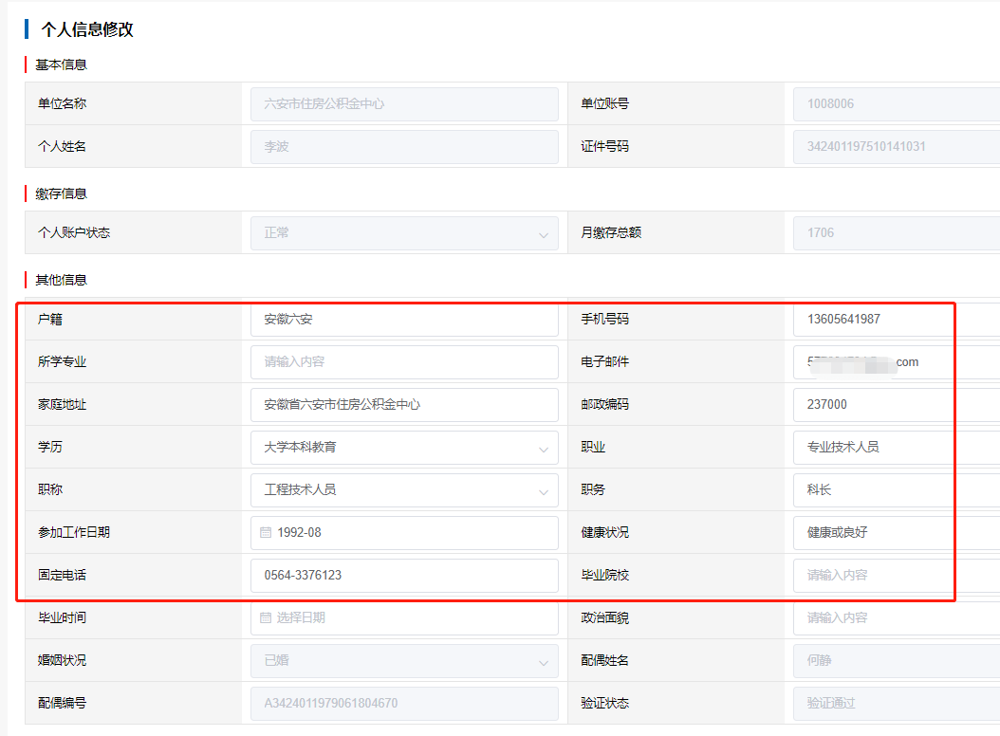 个人信息修改
基本信息
单位名称 六安市住房公积金中心 单位账号 1008006
个人姓名 李波 证件号码 342401197510141031
缴存信息
个人账户状态 正常 月缴存总额 1706
其他信息
户籍 安徽六安 手机号码 13605641987
所学专业 请输入内容 电子邮件 com
家庭地址 安徽省六安市住房公积金中心 邮政编码 237000
学历 大学本科教育 职业 专业技术人员
职称 工程技术人员 职务 科长
参加工作日期 1992-08 健康状况 健康或良好
固定电话 0564-3376123 毕业院校 请输入内容
毕业时间 选择日期 政治面貌 请输入内容
婚姻状况 已婚 配偶姓名 何静
配偶编号 A3424011979061804670 验证状态 验证通过